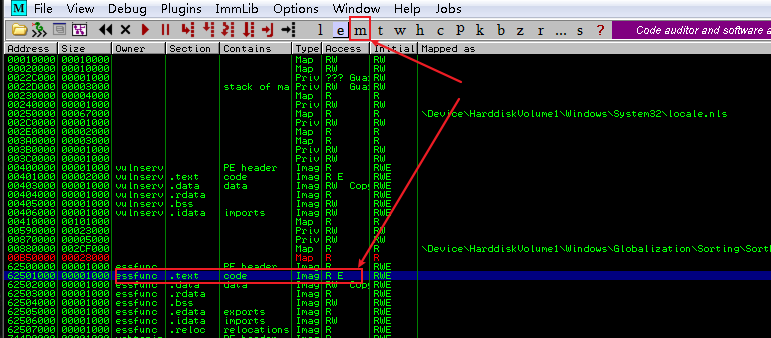 M File View Debug Plugins ImmLib Options Window Help Jobs
l e m t w h c p k b z r ... s ? Code auditor and software a
Address Size Owner Section Contains Type Access Initial Mapped as
00010000 00010000 Map RW RW
00020000 00010000 Map RW RW
0022C000 00001000 Priv ??? Gua RW
0022D000 00003000 stack of ma Priv RW Gua RW
00230000 00004000 Map R R
00240000 00001000 Priv RW RW
00250000 00067000 Map R R \Device\HarddiskVolume1\Windows\System32\locale.nls
002C0000 00001000 Priv RW RW
002E0000 00002000 Map R R
003A0000 00003000 Map R R
003B0000 Priv RW RW
003C0000 00001000 Priv RW RW
00400000 00001000 vulnserv PE header Imag R RWE
00401000 00002000 vulnserv .text code Imag R E RWE
00403000 00001000 vulnserv .data data Imag RW Cop RWE
00404000 00001000 vulnserv .rdata Imag R RWE
00405000 00001000 vulnserv .bss Imag RWE
00406000 00001000 vulnserv .idata imports Imag RWE
00410000 00101000 Map R R
00590000 00023000 Priv RW RW
00870000 00005000 Priv RW RW
00880000 002CF000 Map R R \Device\HarddiskVolume1\Windows\Globalization\Sorting\Sort
00B50000 00020000 Map R R
62500000 00001000 essfunc PE header Imag R RWE
62501000 00001000 essfunc .text code Imag R E RWE
62502000 00001000 essfunc .data data Imag RW Cop RWE
62503000 00001000 essfunc .rdata Imag R RWE
62504000 00001000 essfunc .bss Imag RWE
62505000 00001000 essfunc .edata exports Imag R RWE
62506000 00001000 essfunc .idata imports Imag RW RWE
62507000 00001000 essfunc .reloc relocations Imag R RWE